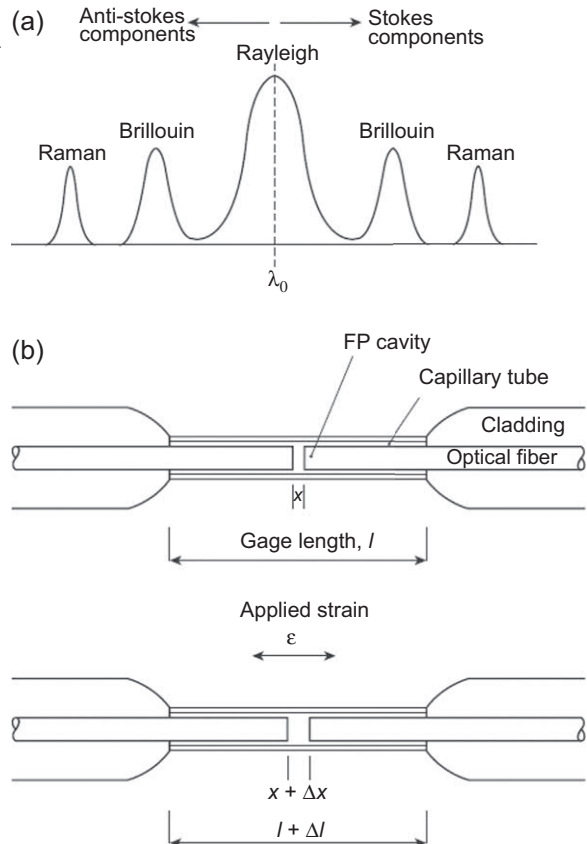 (a)
Anti-stokes
components
Stokes
components
Rayleigh
Brillouin
Brillouin
Raman
Raman
λ0
(b)
FP cavity
Capillary tube
Cladding
Optical fiber
x
Gage length, l
Applied strain
ε
x + Δx
l + Δl